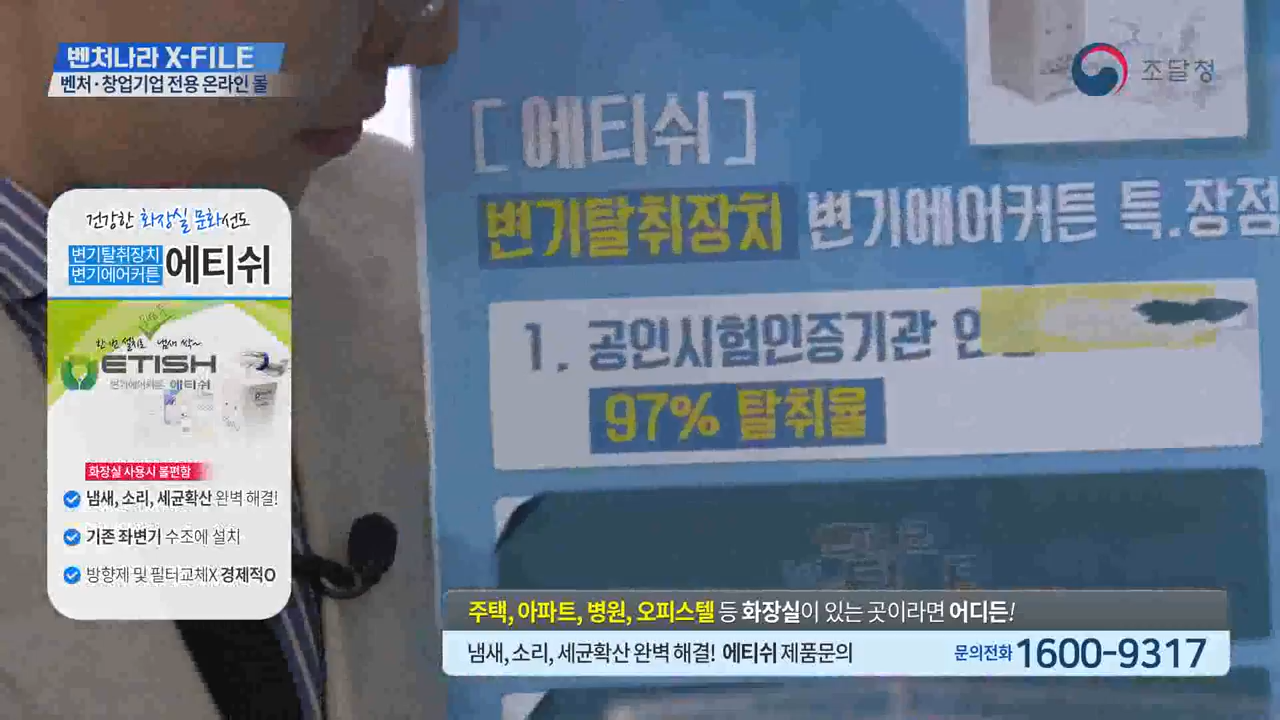 벤처나라 X-FILE
벤처·창업기업 전용 온라인 몰
조달청
[에티쉬]
변기탈취장치 변기에어커튼 특.장점
1. 공인시험인증기관
97% 탈취율
건강한 화장실 문화선도
변기탈취장치
변기에어커튼
에티쉬
한 번 설치로 냄새 싹~
ETISH
변기에어커튼 에티쉬
화장실 사용시 불편함
냄새, 소리, 세균확산 완벽 해결!
기존 좌변기 수조에 설치
방향제 및 필터교체X 경제적O
주택, 아파트, 병원, 오피스텔 등 화장실이 있는 곳이라면 어디든!
냄새, 소리, 세균확산 완벽 해결! 에티쉬 제품문의
문의전화 1600-9317